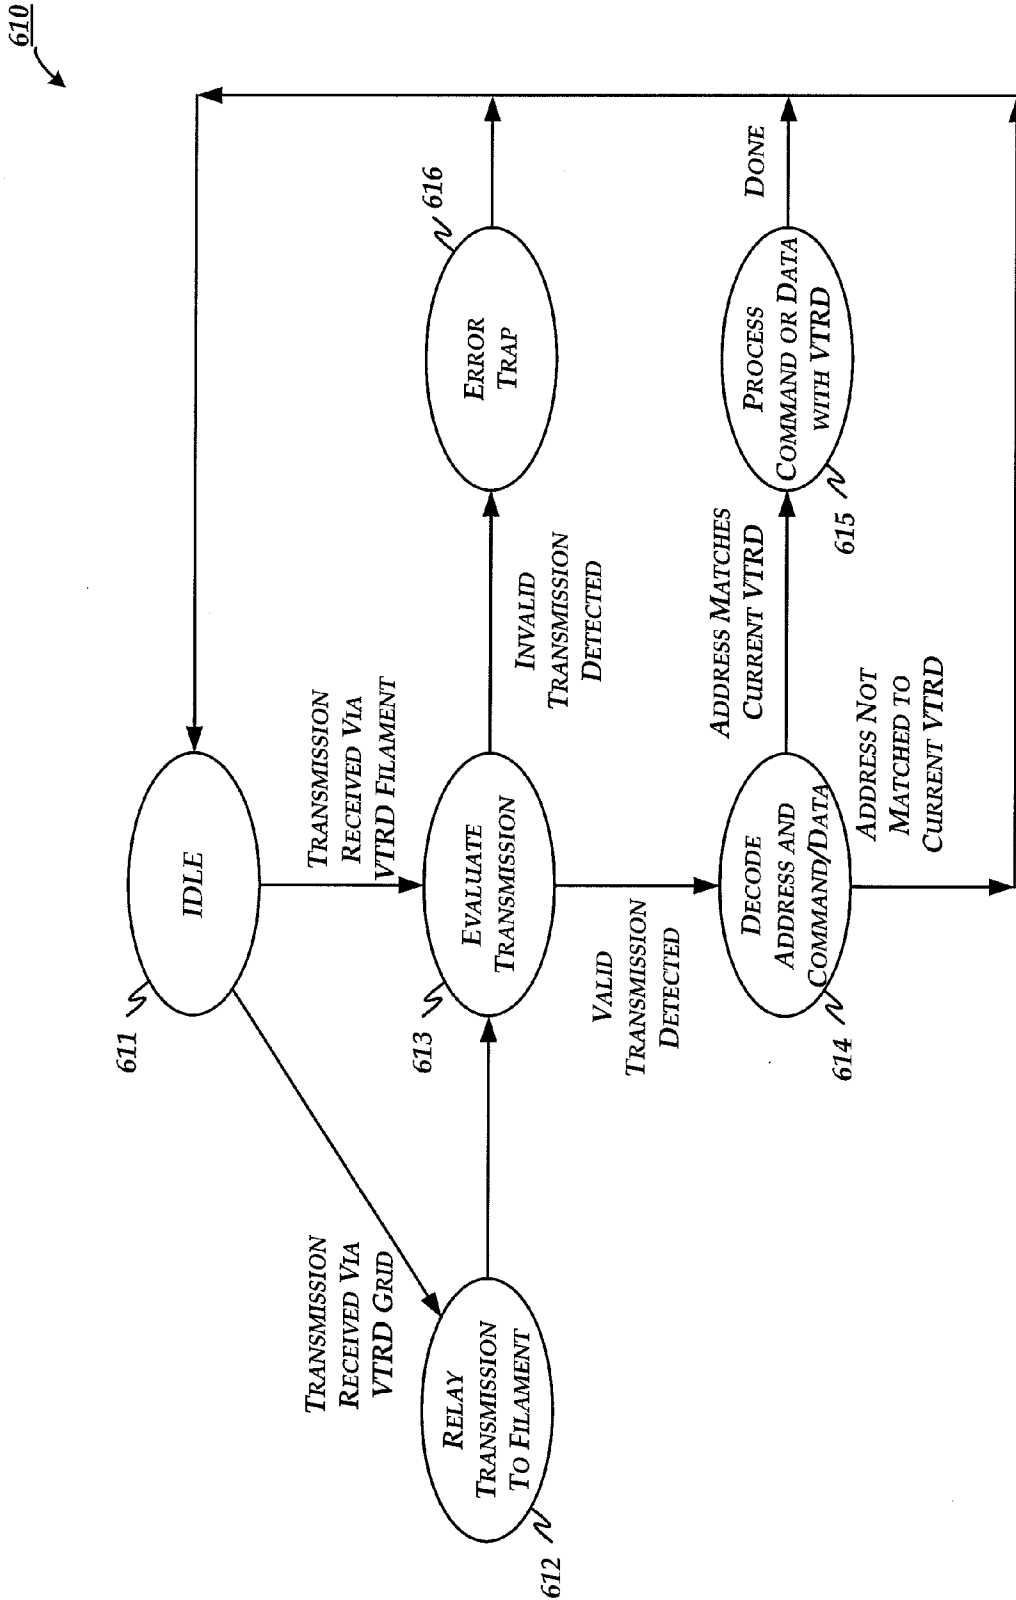 610
IDLE
611
TRANSMISSION
RECEIVED VIA
VTRD GRID
TRANSMISSION
RECEIVED VIA
VTRD FILAMENT
RELAY
TRANSMISSION
TO FILAMENT
612
EVALUATE
TRANSMISSION
613
INVALID
TRANSMISSION
DETECTED
ERROR
TRAP
616
VALID
TRANSMISSION
DETECTED
DECODE
ADDRESS AND
COMMAND/DATA
614
ADDRESS MATCHES
CURRENT VTRD
PROCESS
COMMAND OR DATA
WITH VTRD
615
DONE
ADDRESS NOT
MATCHED TO
CURRENT VTRD